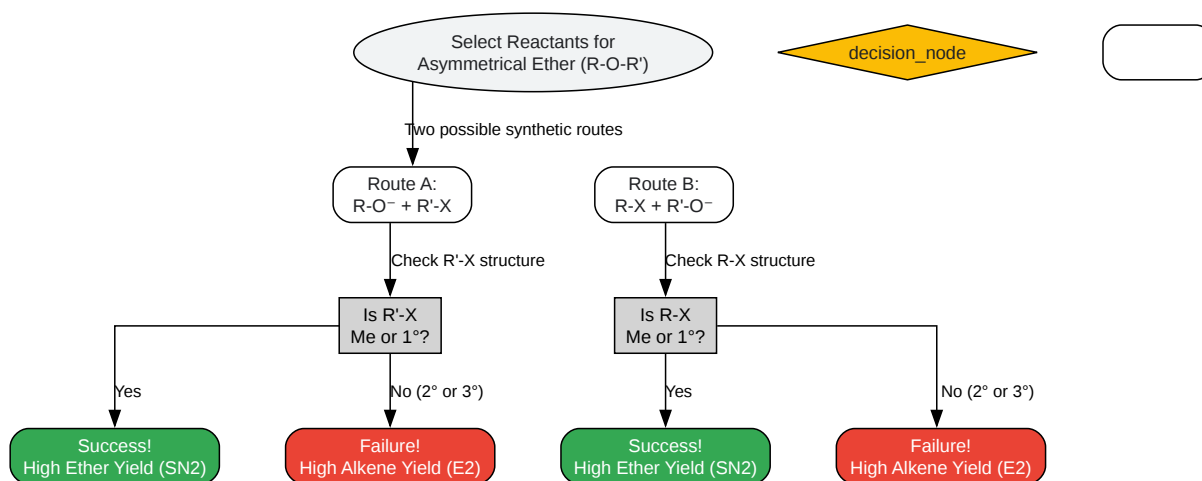 Select Reactants for
Asymmetrical Ether (R-O-R')
decision_node
Two possible synthetic routes
Route A:
R-O⁻ + R'-X
Route B:
R-X + R'-O⁻
Check R'-X structure
Check R-X structure
Is R'-X
Me or 1°?
Is R-X
Me or 1°?
Yes
No (2° or 3°)
Yes
No (2° or 3°)
Success!
High Ether Yield (SN2)
Failure!
High Alkene Yield (E2)
Success!
High Ether Yield (SN2)
Failure!
High Alkene Yield (E2)